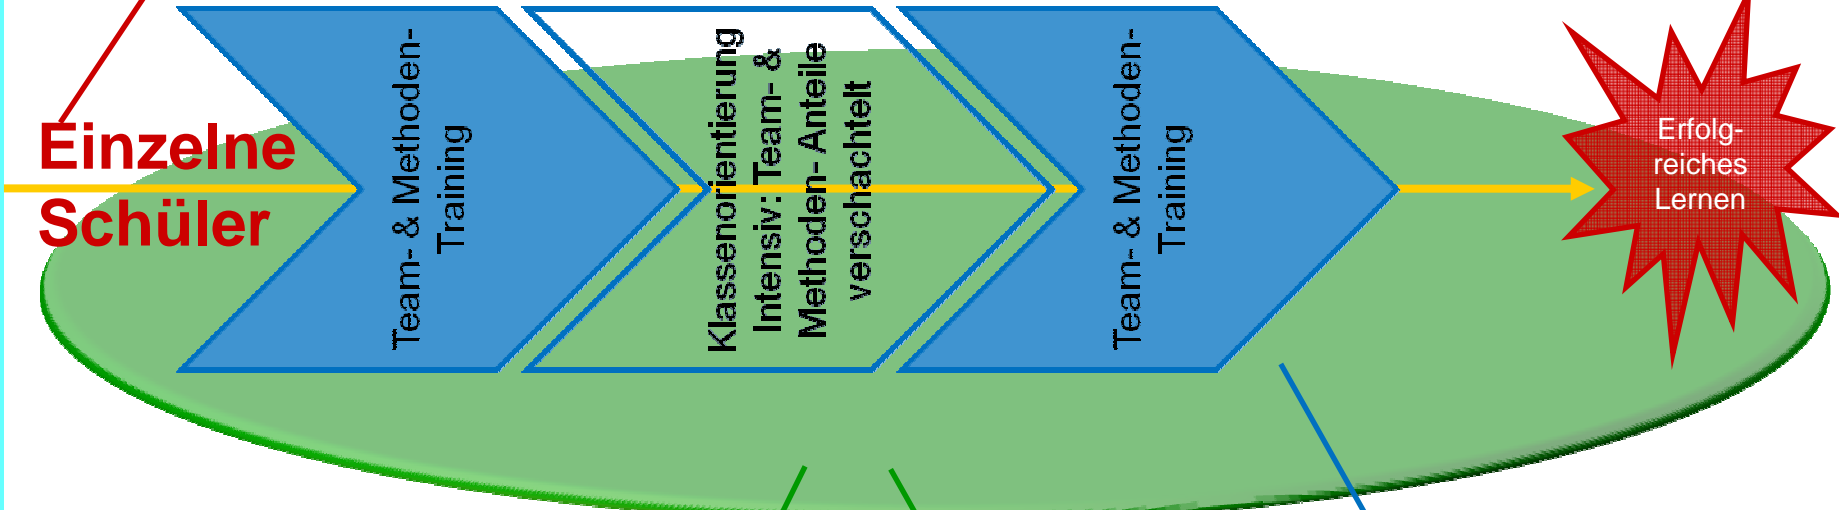 Einzelne
Schüler
Team- & Methoden-
Training
Klassenorientierung
Intensiv: Team- &
Methoden- Anteile
verschachtelt
Team- & Methoden-
Training
Erfolg-
reiches
Lernen